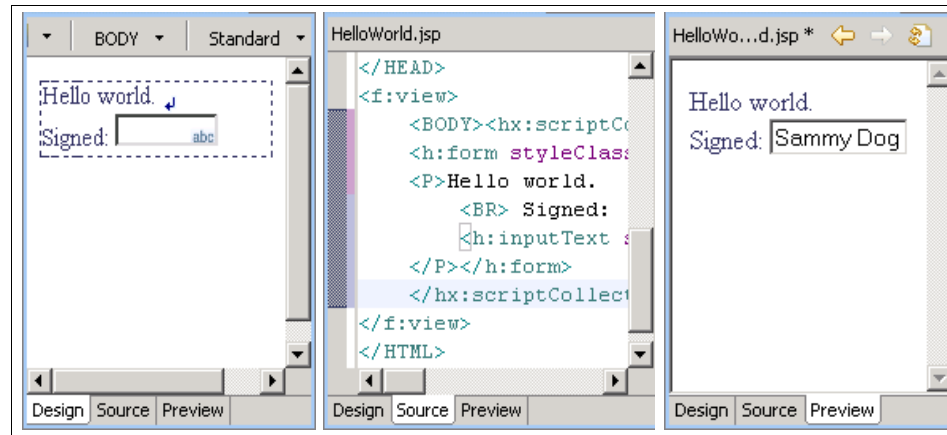 BODY Standard
Hello world.
Signed: abc
Design Source Preview
HelloWorld.jsp
</HEAD>
<f:view>
<BODY><hx:scriptCo
<h:form styleClass
<P>Hello world.
<BR> Signed:
<h:inputText s
</P></h:form>
</hx:scriptCollect
</f:view>
</HTML>
Design Source Preview
HelloWo...d.jsp *
Hello world.
Signed: Sammy Dog
Design Source Preview